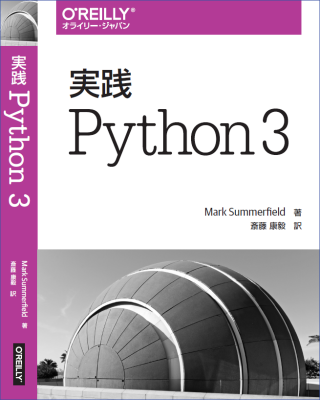 O'REILLY®
オライリー・ジャパン
実践
Python 3
Mark Summerfield 著
斎藤 康毅 訳
実践 Python 3
Mark Summerfield 著
斎藤 康毅 訳
O'REILLY®